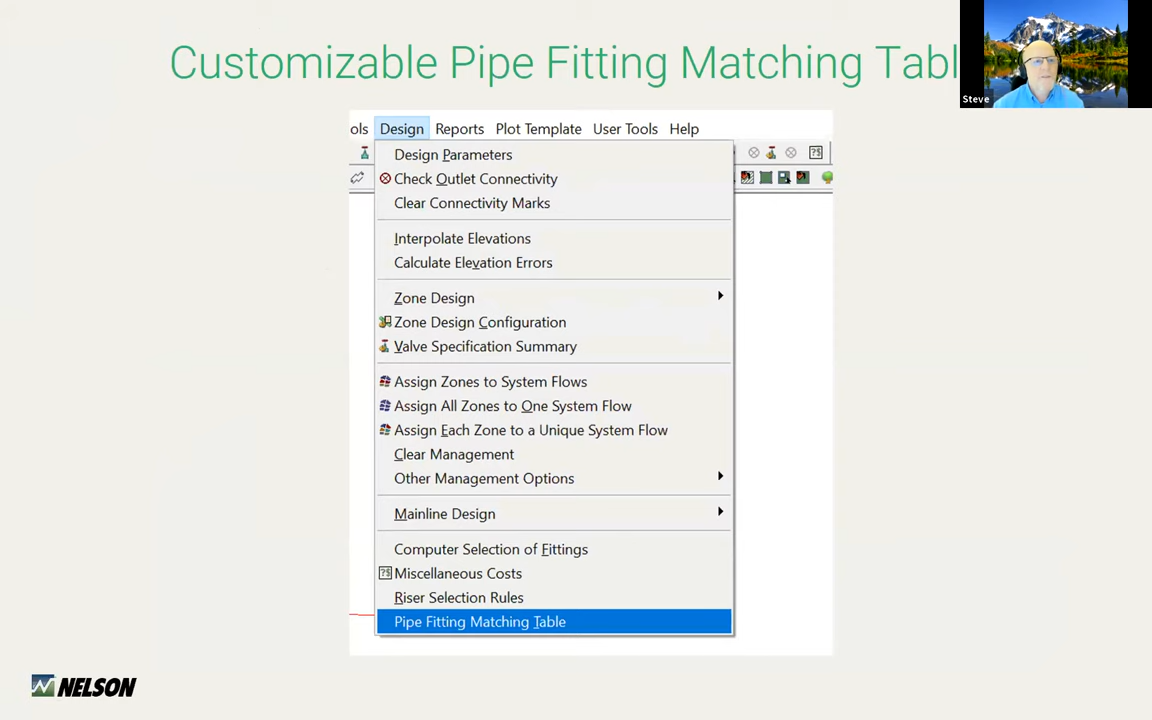 Customizable Pipe Fitting Matching Tabl
Steve
ols Design Reports Plot Template User Tools Help
Design Parameters
Check Outlet Connectivity
Clear Connectivity Marks
Interpolate Elevations
Calculate Elevation Errors
Zone Design
Zone Design Configuration
Valve Specification Summary
Assign Zones to System Flows
Assign All Zones to One System Flow
Assign Each Zone to a Unique System Flow
Clear Management
Other Management Options
Mainline Design
Computer Selection of Fittings
Miscellaneous Costs
Riser Selection Rules
Pipe Fitting Matching Table
NELSON